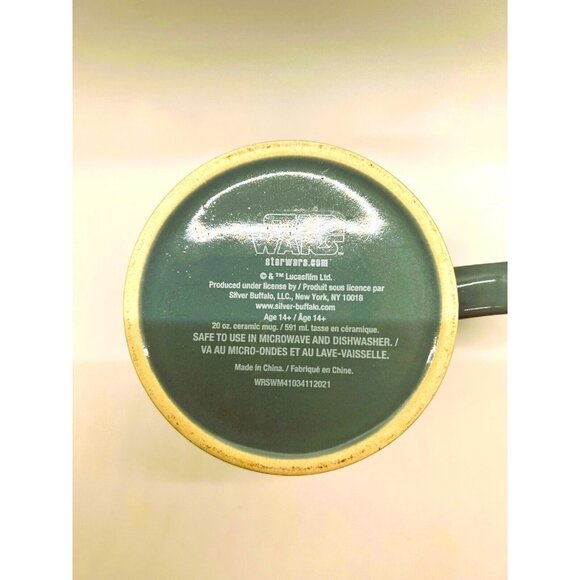 STAR
WARS
starwars.com
© & ™ Lucasfilm Ltd.
Produced under license by / Produit sous licence par
Silver Buffalo, LLC., New York, NY 10018
www.silver-buffalo.com
Age 14+ / Âge 14+
20 oz. ceramic mug. / 591 ml. tasse en céramique.
SAFE TO USE IN MICROWAVE AND DISHWASHER. /
VA AU MICRO-ONDES ET AU LAVE-VAISSELLE.
Made in China. / Fabriqué en Chine.
WRSWM41034112021